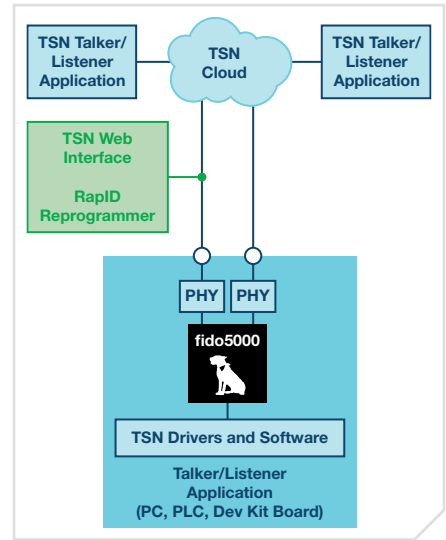 TSN Talker/
Listener
Application
TSN
Cloud
TSN Talker/
Listener
Application
TSN Web
Interface
RapID
Reprogrammer
PHY
PHY
fido5000
TSN Drivers and Software
Talker/Listener
Application
(PC, PLC, Dev Kit Board)